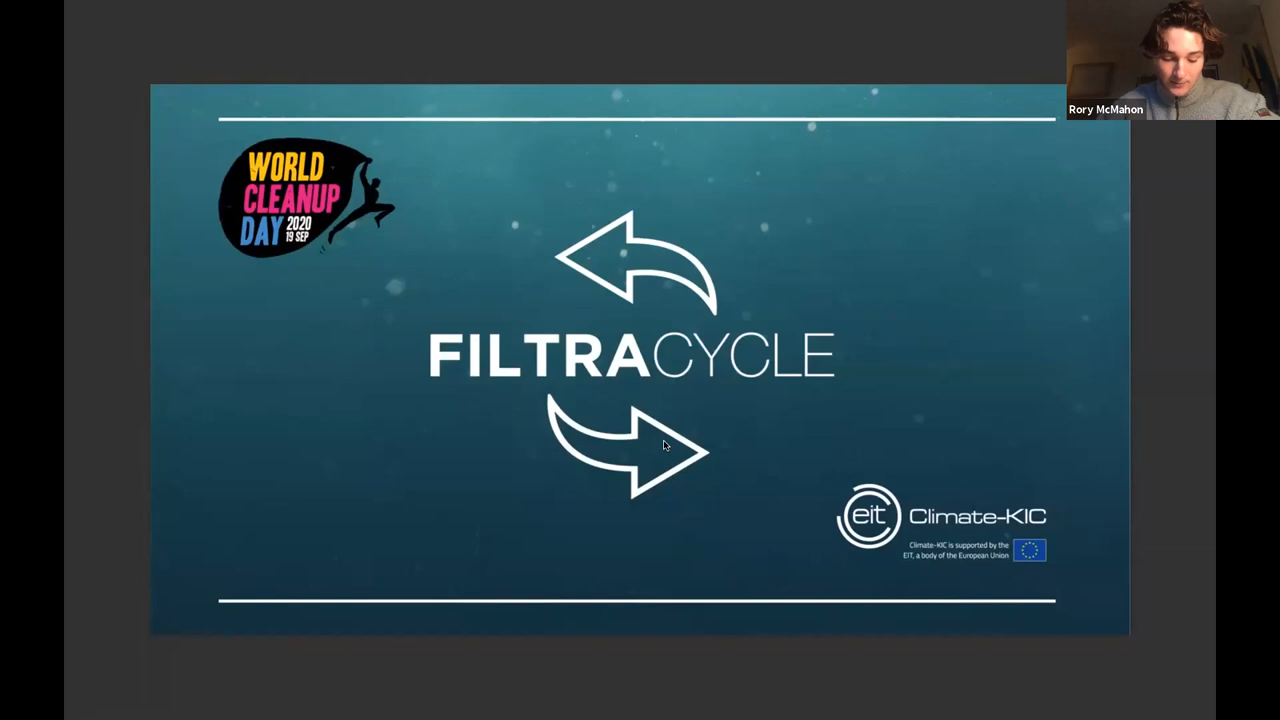 Rory McMahon
WORLD
CLEANUP
DAY 2020
19 SEP
FILTRACYCLE
eit Climate-KIC
Climate-KIC is supported by the
EIT, a body of the European Union